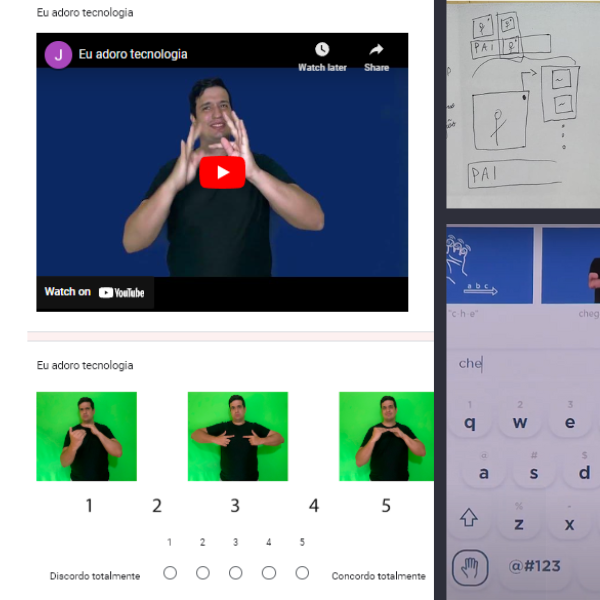 Eu adoro tecnologia
J
Eu adoro tecnologia
Watch later
Share
Watch on YouTube
Eu adoro tecnologia
1 2 3 4 5
1 2 3 4 5
Discordo totalmente
Concordo totalmente
PAI
PAI
a b c
"c·h·e"
cheg
che
1 2 3
q w e
@ # $
a s d
z x
@#123